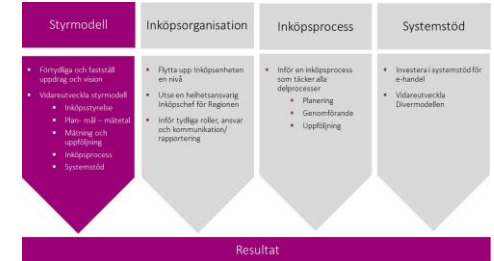 Styrmodell
Förtydliga och fastställ
uppdrag och vision
Vidareutveckla styrmodell
Inköpsstyrelse
Plan- mål – mätetal
Mätning och
uppföljning
Inköpsprocess
Systemstöd
Inköpsorganisation
Flytta upp Inköpsenheten
en nivå
Utse en helhetsansvarig
Inköpschef för Regionen
Inför tydliga roller, ansvar
och kommunikation/
rapportering
Inköpsprocess
Inför en inköpsprocess
som täcker alla
delprocesser
Planering
Genomförande
Uppföljning
Systemstöd
Investera i systemstöd för
e-handel
Vidareutveckla
Divermodellen
Resultat